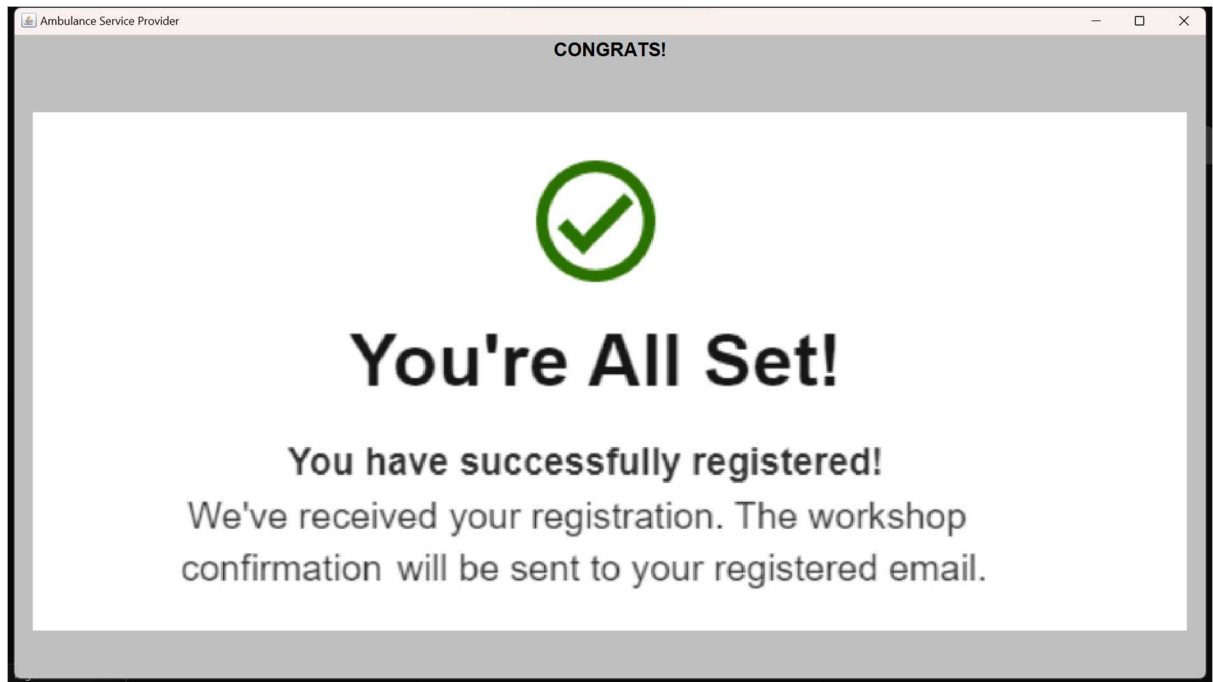 Ambulance Service Provider
CONGRATS!
You're All Set!
You have successfully registered!
We've received your registration. The workshop
confirmation will be sent to your registered email.